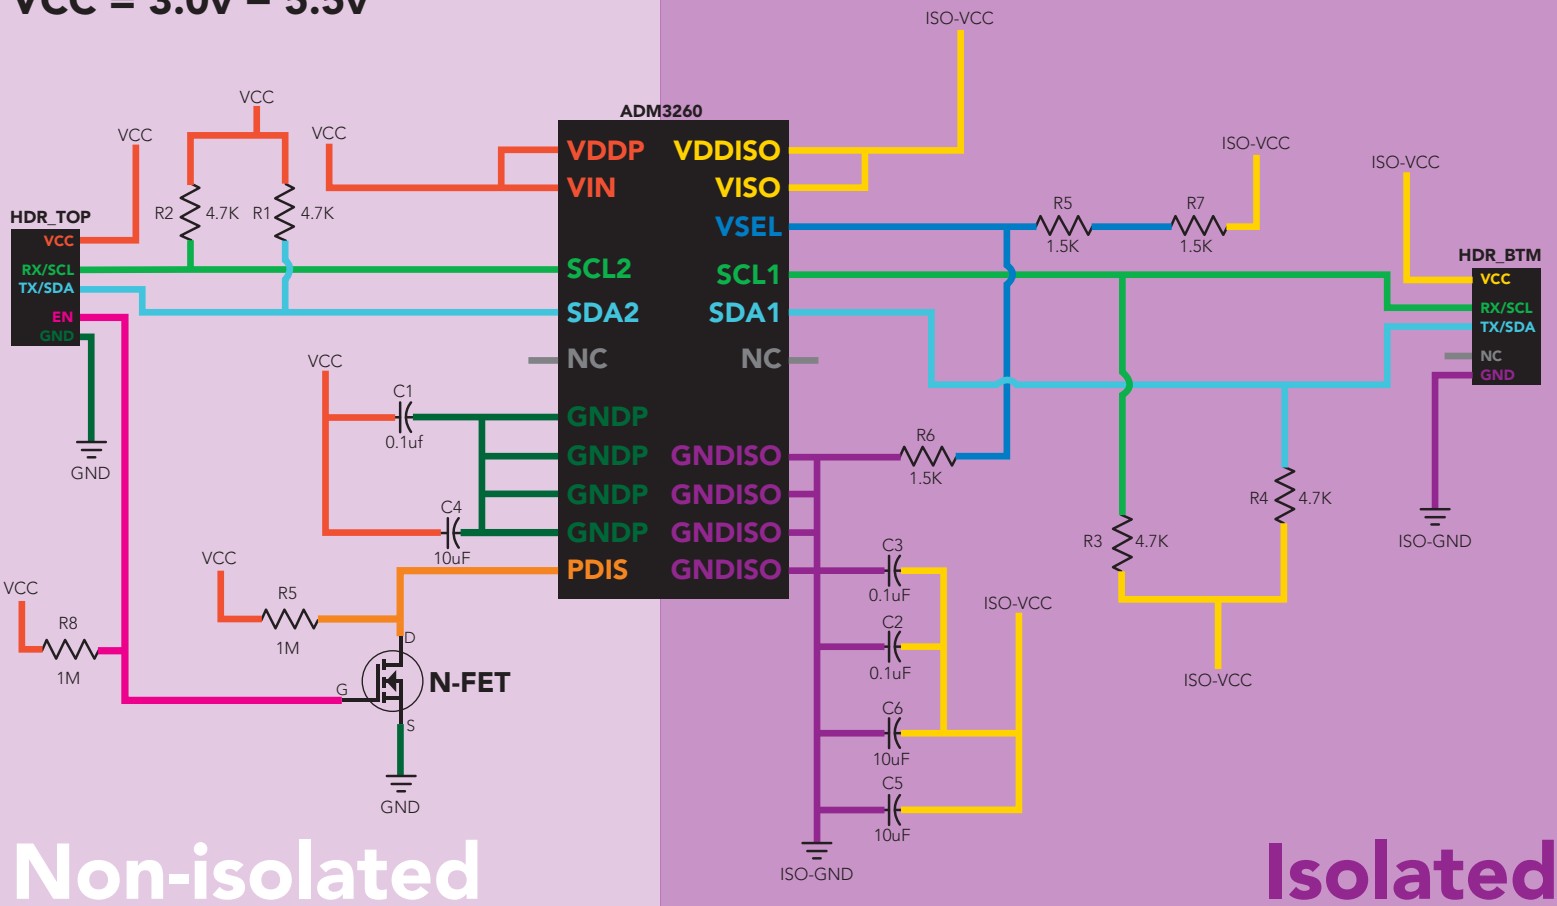 VCC = 3.0v – 5.5v
ISO-VCC
VCC
VCC
VCC
ADM3260
VDDP
VDDISO
VIN
VISO
VSEL
SCL2
SCL1
SDA2
SDA1
NC
NC
GNDP
GNDP
GNDISO
GNDP
GNDISO
GNDP
GNDISO
PDIS
GNDISO
R2
4.7K
R1
4.7K
HDR_TOP
VCC
RX/SCL
TX/SDA
EN
GND
GND
VCC
C1
0.1uf
C4
10uF
VCC
R5
1M
VCC
R8
1M
D
G
S
N-FET
GND
Non-isolated
ISO-VCC
R5
1.5K
R7
1.5K
ISO-VCC
HDR_BTM
VCC
RX/SCL
TX/SDA
NC
GND
ISO-GND
R6
1.5K
R4
4.7K
R3
4.7K
ISO-VCC
C3
0.1uF
C2
0.1uF
C6
10uF
C5
10uF
ISO-VCC
ISO-GND
Isolated